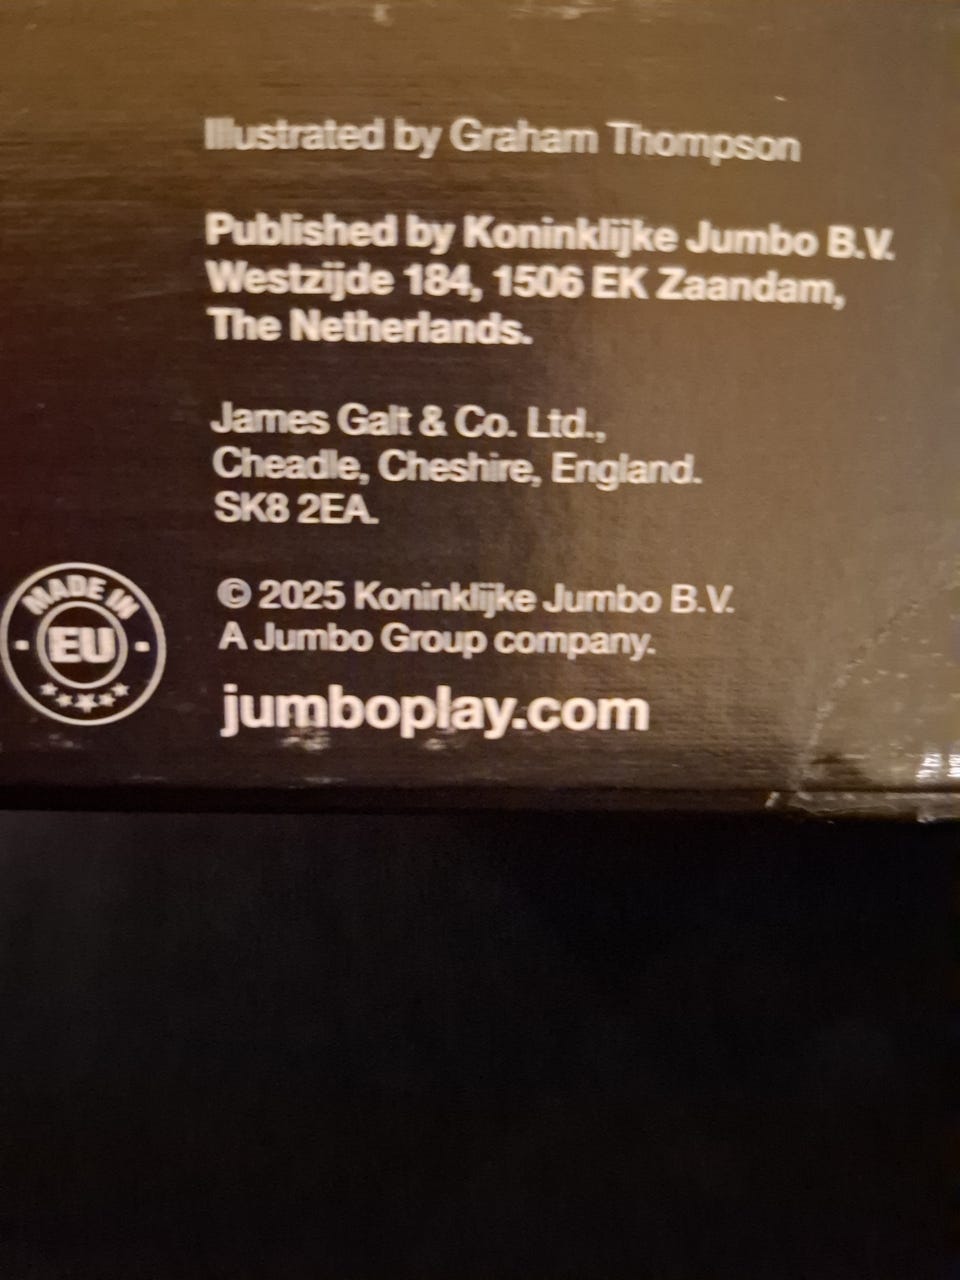 Illustrated by Graham Thompson
Published by Koninklijke Jumbo B.V.
Westzijde 184, 1506 EK Zaandam,
The Netherlands.
James Galt & Co. Ltd.,
Cheadle, Cheshire, England.
SK8 2EA.
MADE IN
EU
© 2025 Koninklijke Jumbo B.V.
A Jumbo Group company.
jumboplay.com